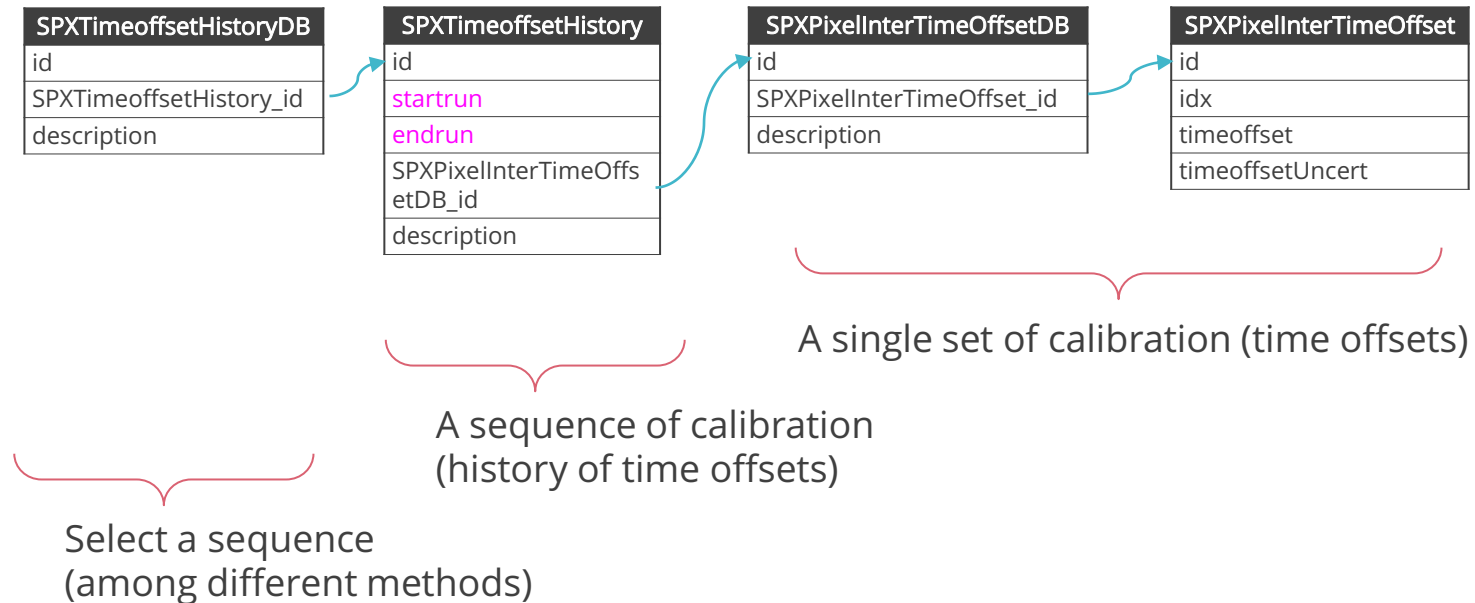 SPXTimeoffsetHistoryDB
id
SPXTimeoffsetHistory_id
description
SPXTimeoffsetHistory
id
startrun
endrun
SPXPixelInterTimeOffs
etDB_id
description
SPXPixelInterTimeOffsetDB
id
SPXPixelInterTimeOffset_id
description
SPXPixelInterTimeOffset
id
idx
timeoffset
timeoffsetUncert
A single set of calibration (time offsets)
A sequence of calibration
(history of time offsets)
Select a sequence
(among different methods)